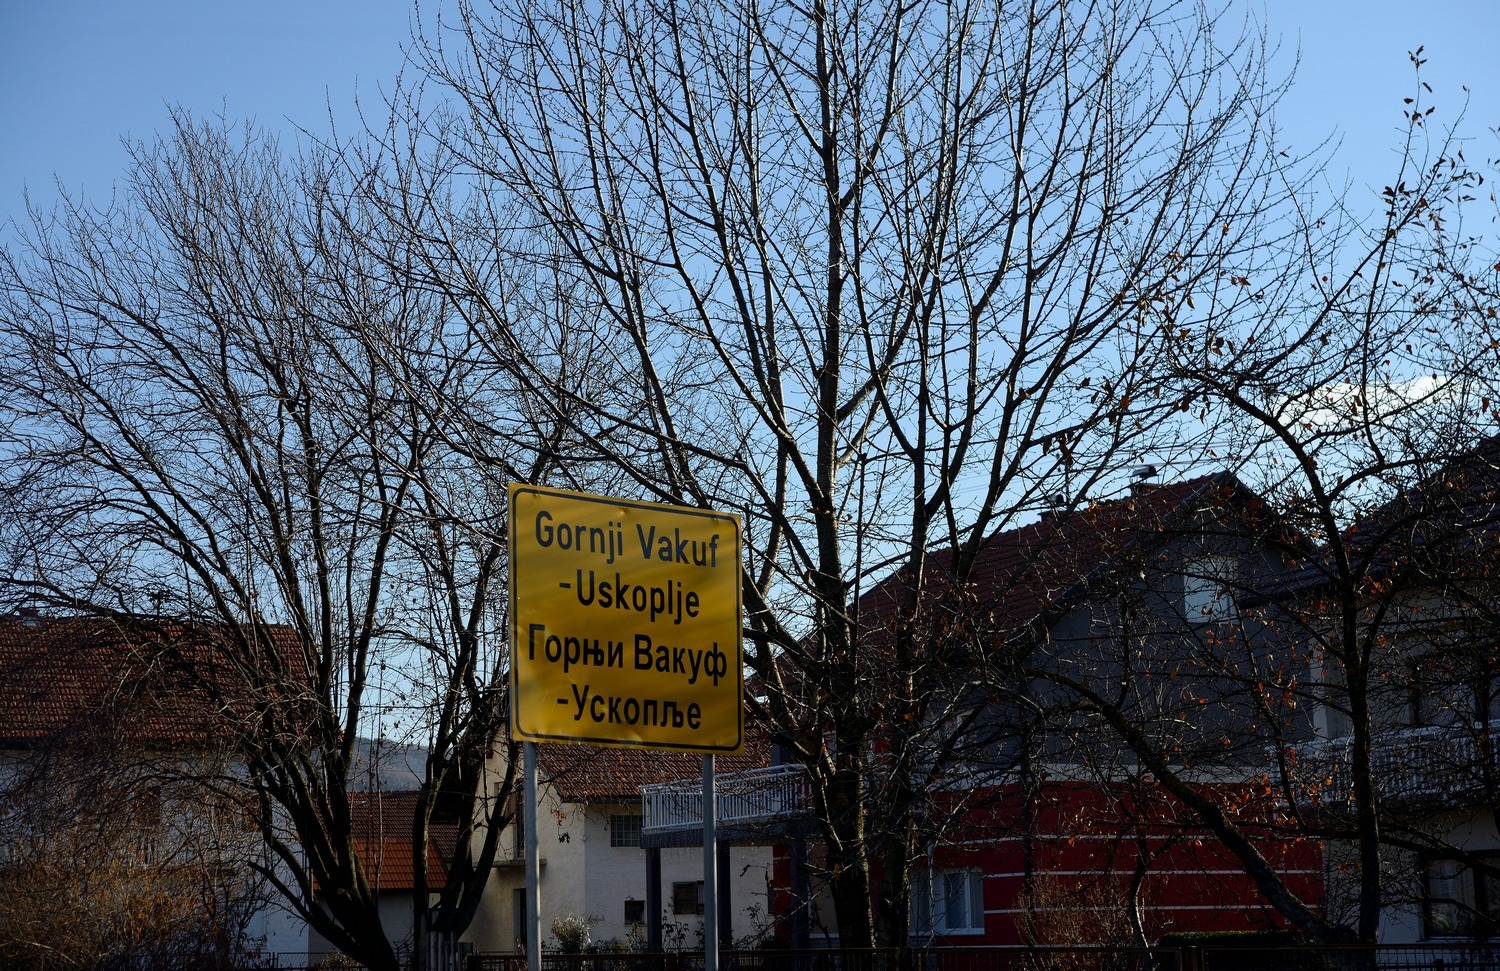 Gornji Vakuf
-Uskoplje
Горњи Вакуф
-Ускопље